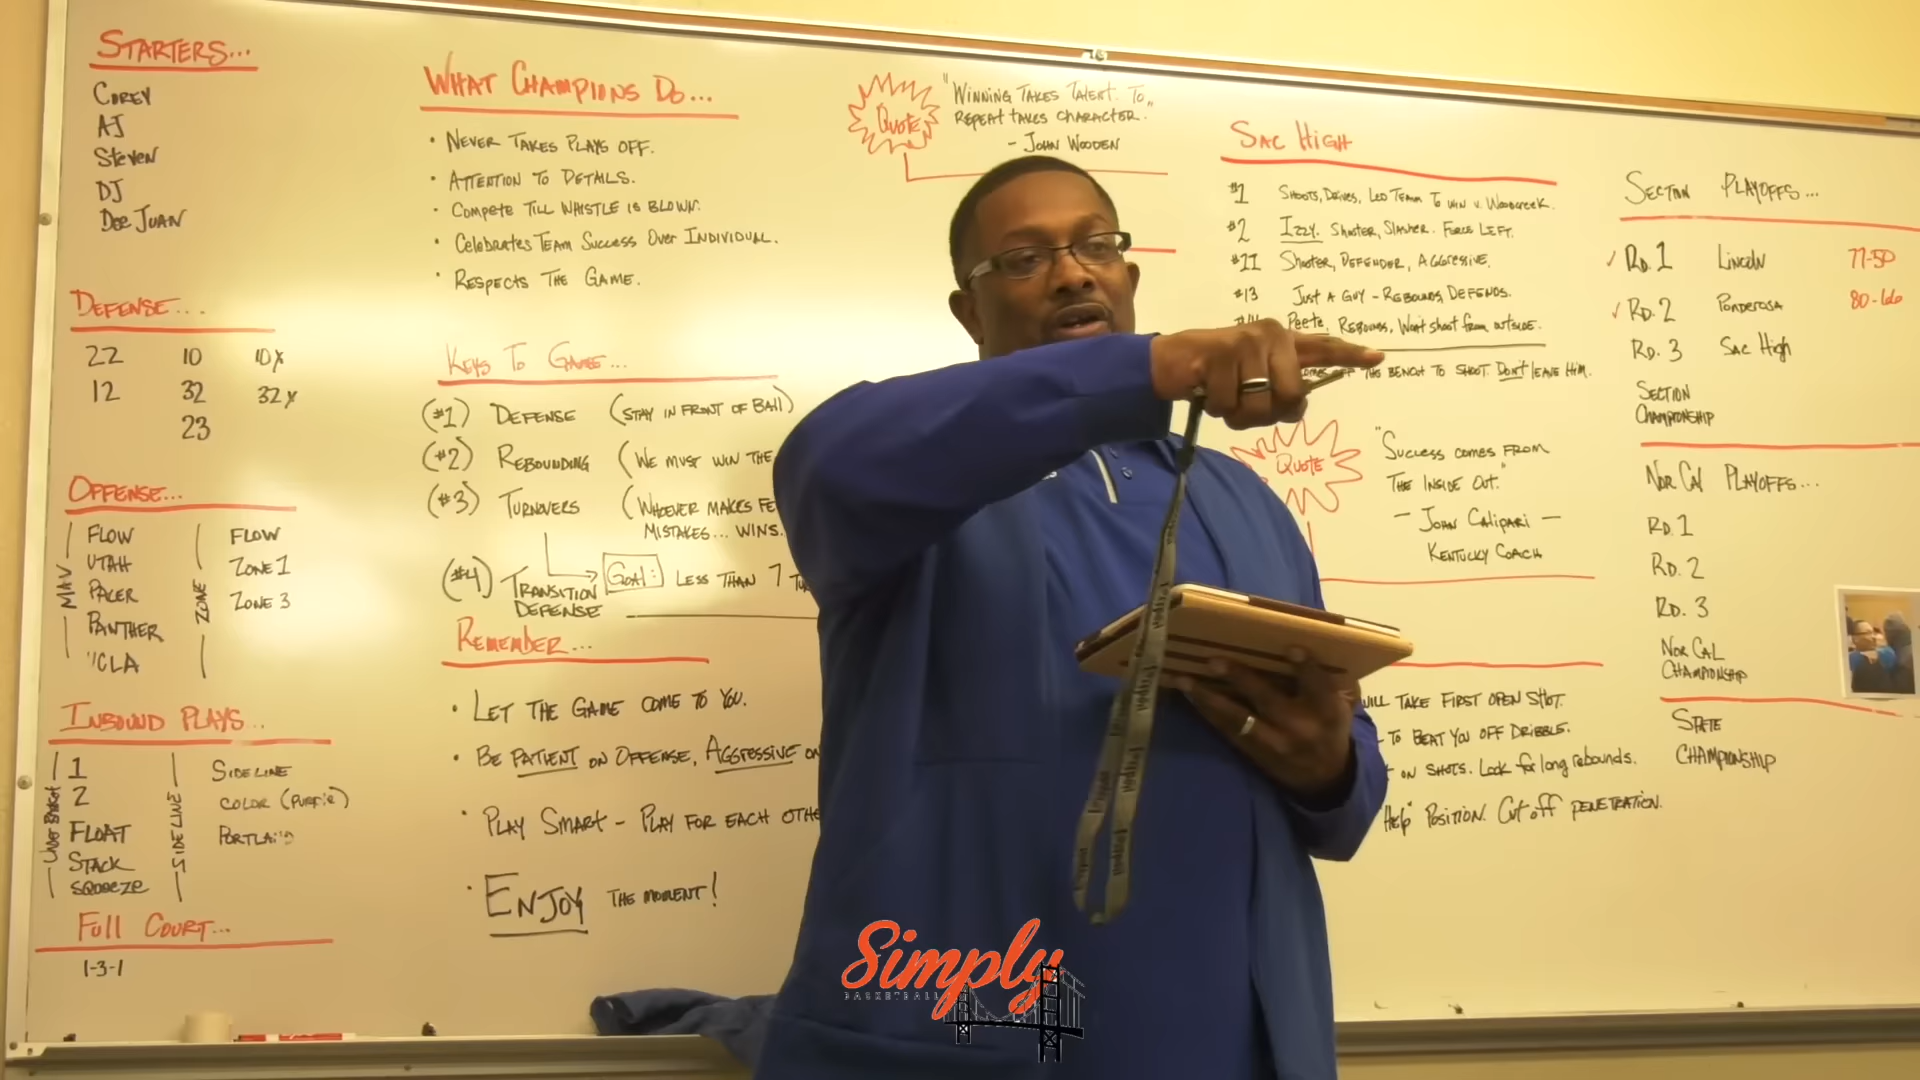 STARTERS...
COREY
AJ
STEVEN
DJ
DEE JUAN
DEFENSE...
22 10 10X
12 32 32X
23
OFFENSE...
MAN
FLOW
UTAH
PACER
PANTHER
UCLA
ZONE
FLOW
ZONE 1
ZONE 3
INBOUND PLAYS...
UNDER BASKET
1
2
FLOAT
STACK
SQUEEZE
SIDELINE
SIDELINE
COLOR (PURPLE)
FULL COURT...
1-3-1
WHAT CHAMPIONS DO...
• NEVER TAKES PLAYS OFF.
• ATTENTION TO DETAILS.
• COMPETE TILL WHISTLE IS BLOWN.
• CELEBRATES TEAM SUCCESS OVER INDIVIDUAL.
• RESPECTS THE GAME.
KEYS TO GAME...
(#1) DEFENSE (STAY IN FRONT OF BALL)
(#2) REBOUNDING (WE MUST WIN THE
(#3) TURNOVERS (WHOEVER MAKES FE
MISTAKES... WINS.
GOAL: LESS THAN 7
(#4) TRANSITION
DEFENSE
REMEMBER...
• LET THE GAME COME TO YOU.
• BE PATIENT ON OFFENSE, AGGRESSIVE ON
• PLAY SMART - PLAY FOR EACH OTHE
• ENJOY THE MOMENT!
QUOTE
"WINNING TAKES TALENT. TO
REPEAT TAKES CHARACTER."
- JOHN WOODEN
SAC HIGH
#1 SHOOTS, DRIVES, LED TEAM TO WIN V. WOODCREEK.
#2 IZZY. SHOOTER, SLASHER. FORCE LEFT.
#11 SHOOTER, DEFENDER, AGGRESSIVE.
#13 JUST A GUY - REBOUNDS, DEFENDS.
PEETE, REBOUNDS, WON'T SHOOT FROM OUTSIDE.
OFF THE BENCH TO SHOOT. DON'T LEAVE HIM.
QUOTE
"SUCCESS COMES FROM
THE INSIDE OUT."
- JOHN CALIPARI -
KENTUCKY COACH
WILL TAKE FIRST OPEN SHOT.
TO BEAT YOU OFF DRIBBLE.
ON SHOTS. LOOK FOR LONG REBOUNDS.
"HELP" POSITION. CUT OFF PENETRATION.
SECTION PLAYOFFS...
✓ RD. 1 LINCOLN 77-50
✓ RD. 2 PONDEROSA 80-66
RD. 3 SAC HIGH
SECTION
CHAMPIONSHIP
NOR CAL PLAYOFFS...
RD. 1
RD. 2
RD. 3
NOR CAL
CHAMPIONSHIP
STATE
CHAMPIONSHIP
Simply
BASKETBALL